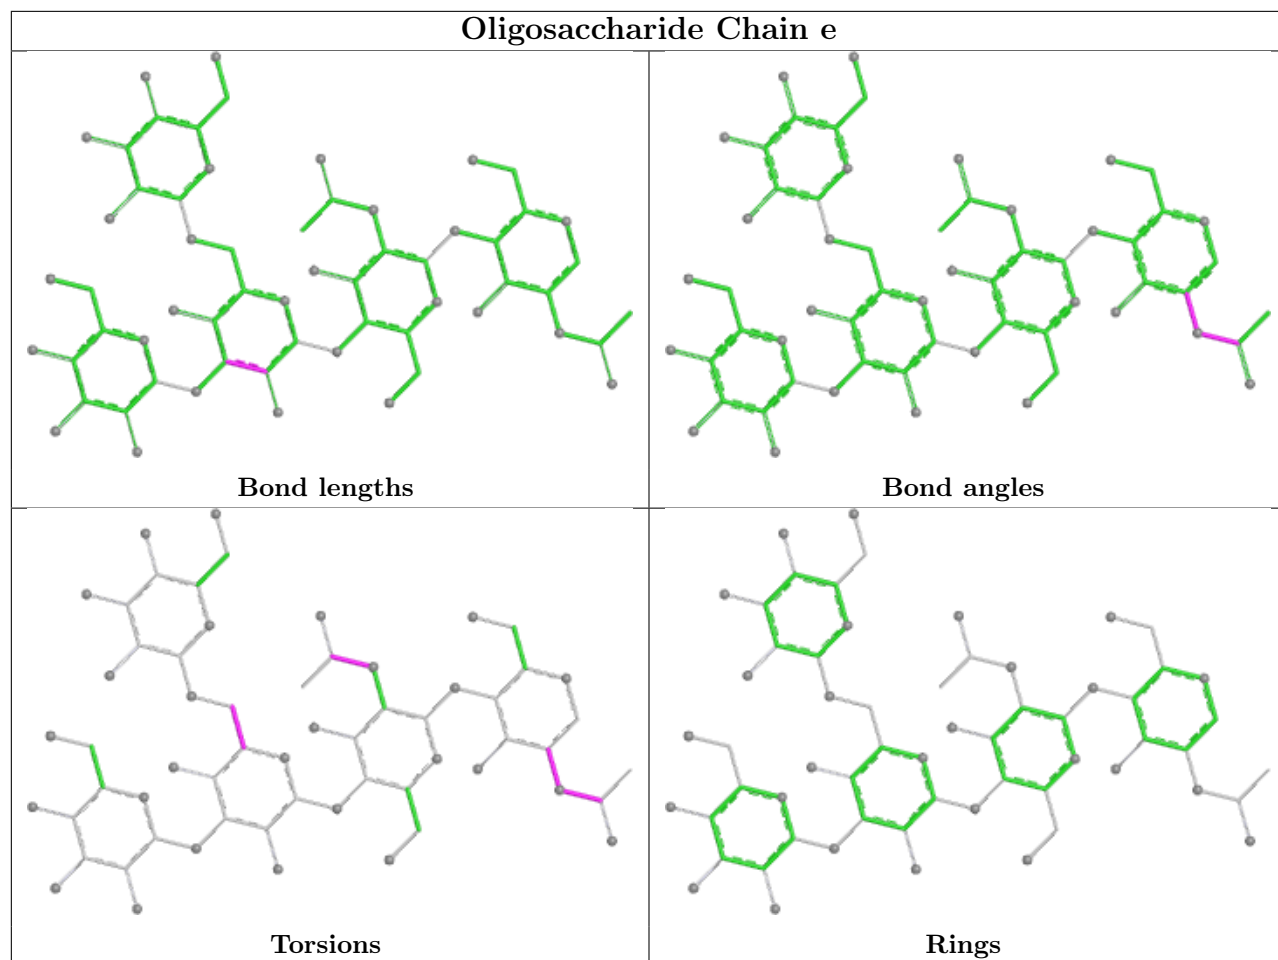 Oligosaccharide Chain e
Bond lengths
Bond angles
Torsions
Rings